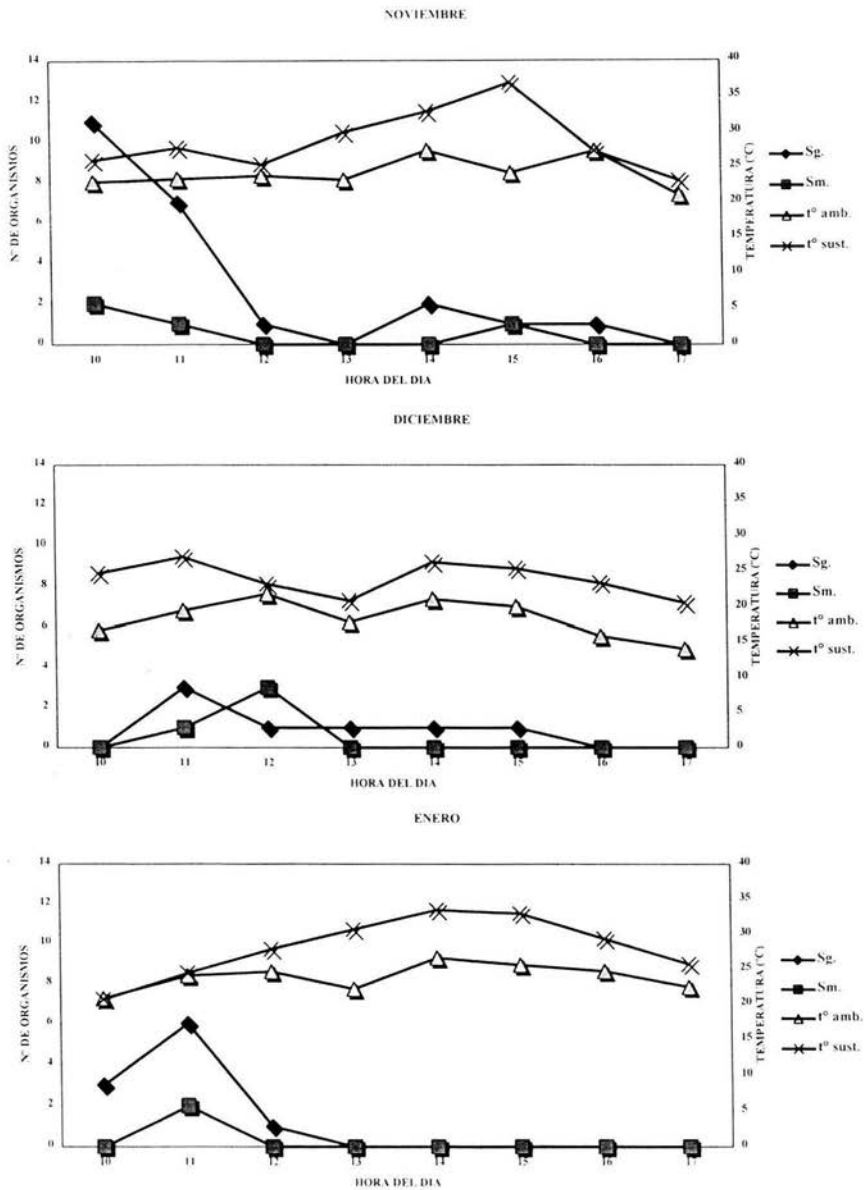 NOVIEMBRE
14
12
10
8
6
4
2
0
N° DE ORGANISMOS
40
35
30
25
20
15
10
5
0
TEMPERATURA (°C)
10 11 12 13 14 15 16 17
HORA DEL DIA
Sg.
Sm.
t° amb.
t° sust.
DICIEMBRE
14
12
10
8
6
4
2
0
N° DE ORGANISMOS
40
35
30
25
20
15
10
5
0
TEMPERATURA (°C)
10 11 12 13 14 15 16 17
HORA DEL DIA
Sg.
Sm.
t° amb.
t° sust.
ENERO
14
12
10
8
6
4
2
0
N° DE ORGANISMOS
40
35
30
25
20
15
10
5
0
TEMPERATURA (°C)
10 11 12 13 14 15 16 17
HORA DEL DIA
Sg.
Sm.
t° amb.
t° sust.